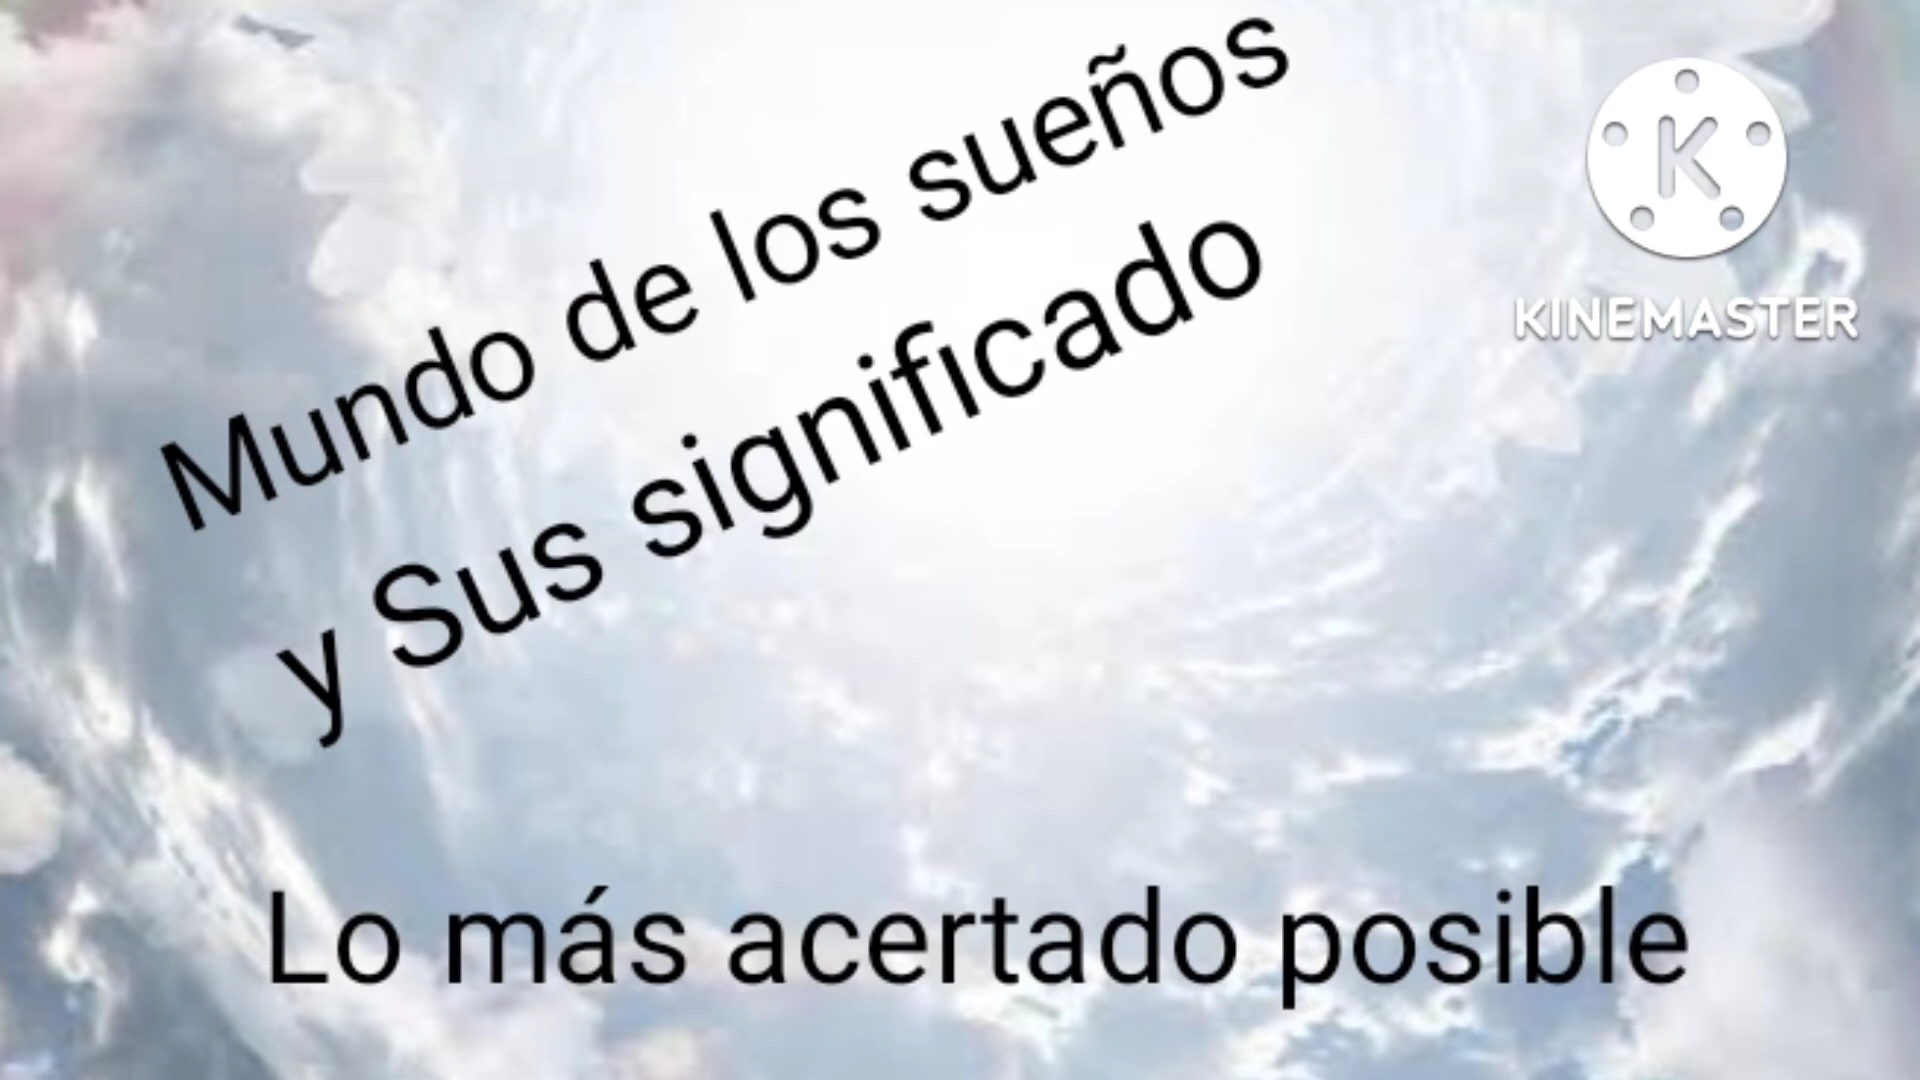 Mundo de los sueños
y Sus significado
K
KINEMASTER
Lo más acertado posible